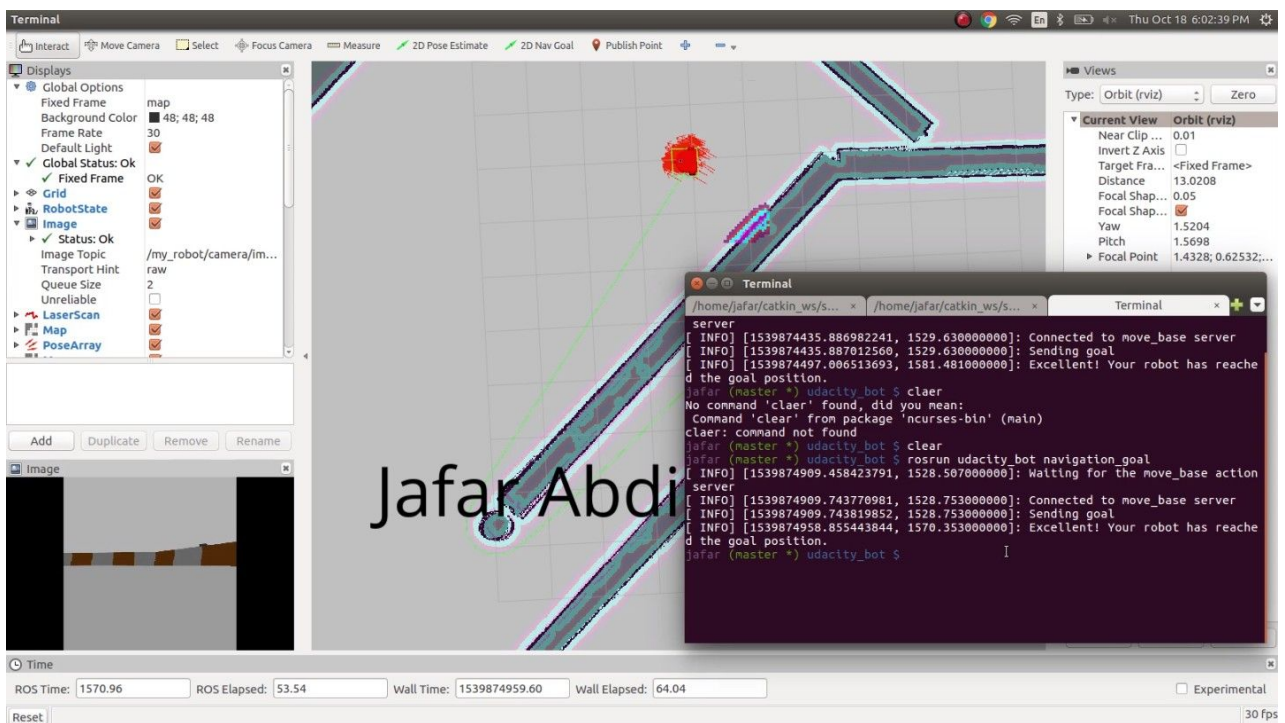 Terminal
En
Thu Oct 18 6:02:39 PM
Interact Move Camera Select Focus Camera Measure 2D Pose Estimate 2D Nav Goal Publish Point
Displays
Global Options
Fixed Frame map
Background Color 48; 48; 48
Frame Rate 30
Default Light
Global Status: Ok
Fixed Frame OK
Grid
RobotState
Image
Status: Ok
Image Topic /my_robot/camera/im...
Transport Hint raw
Queue Size 2
Unreliable
LaserScan
Map
PoseArray
Add Duplicate Remove Rename
Image
Jafar Abdi
Views
Type: Orbit (rviz) Zero
Current View Orbit (rviz)
Near Clip ... 0.01
Invert Z Axis
Target Fra... <Fixed Frame>
Distance 13.0208
Focal Shap... 0.05
Focal Shap...
Yaw 1.5204
Pitch 1.5698
Focal Point 1.4328; 0.62532;...
Terminal
/home/jafar/catkin_ws/s... × /home/jafar/catkin_ws/s... × Terminal ×
server
[ INFO] [1539874435.886982241, 1529.630000000]: Connected to move_base server
[ INFO] [1539874435.887012560, 1529.630000000]: Sending goal
[ INFO] [1539874497.006513693, 1581.481000000]: Excellent! Your robot has reache
d the goal position.
jafar (master *) udacity_bot $ claer
No command 'claer' found, did you mean:
Command 'clear' from package 'ncurses-bin' (main)
claer: command not found
jafar (master *) udacity_bot $ clear
jafar (master *) udacity_bot $ rosrun udacity_bot navigation_goal
[ INFO] [1539874909.458423791, 1528.507000000]: Waiting for the move_base action
server
[ INFO] [1539874909.743770981, 1528.753000000]: Connected to move_base server
[ INFO] [1539874909.743819852, 1528.753000000]: Sending goal
[ INFO] [1539874958.855443844, 1570.353000000]: Excellent! Your robot has reache
d the goal position.
jafar (master *) udacity_bot $
Time
ROS Time: 1570.96 ROS Elapsed: 53.54 Wall Time: 1539874959.60 Wall Elapsed: 64.04 Experimental
Reset 30 fps